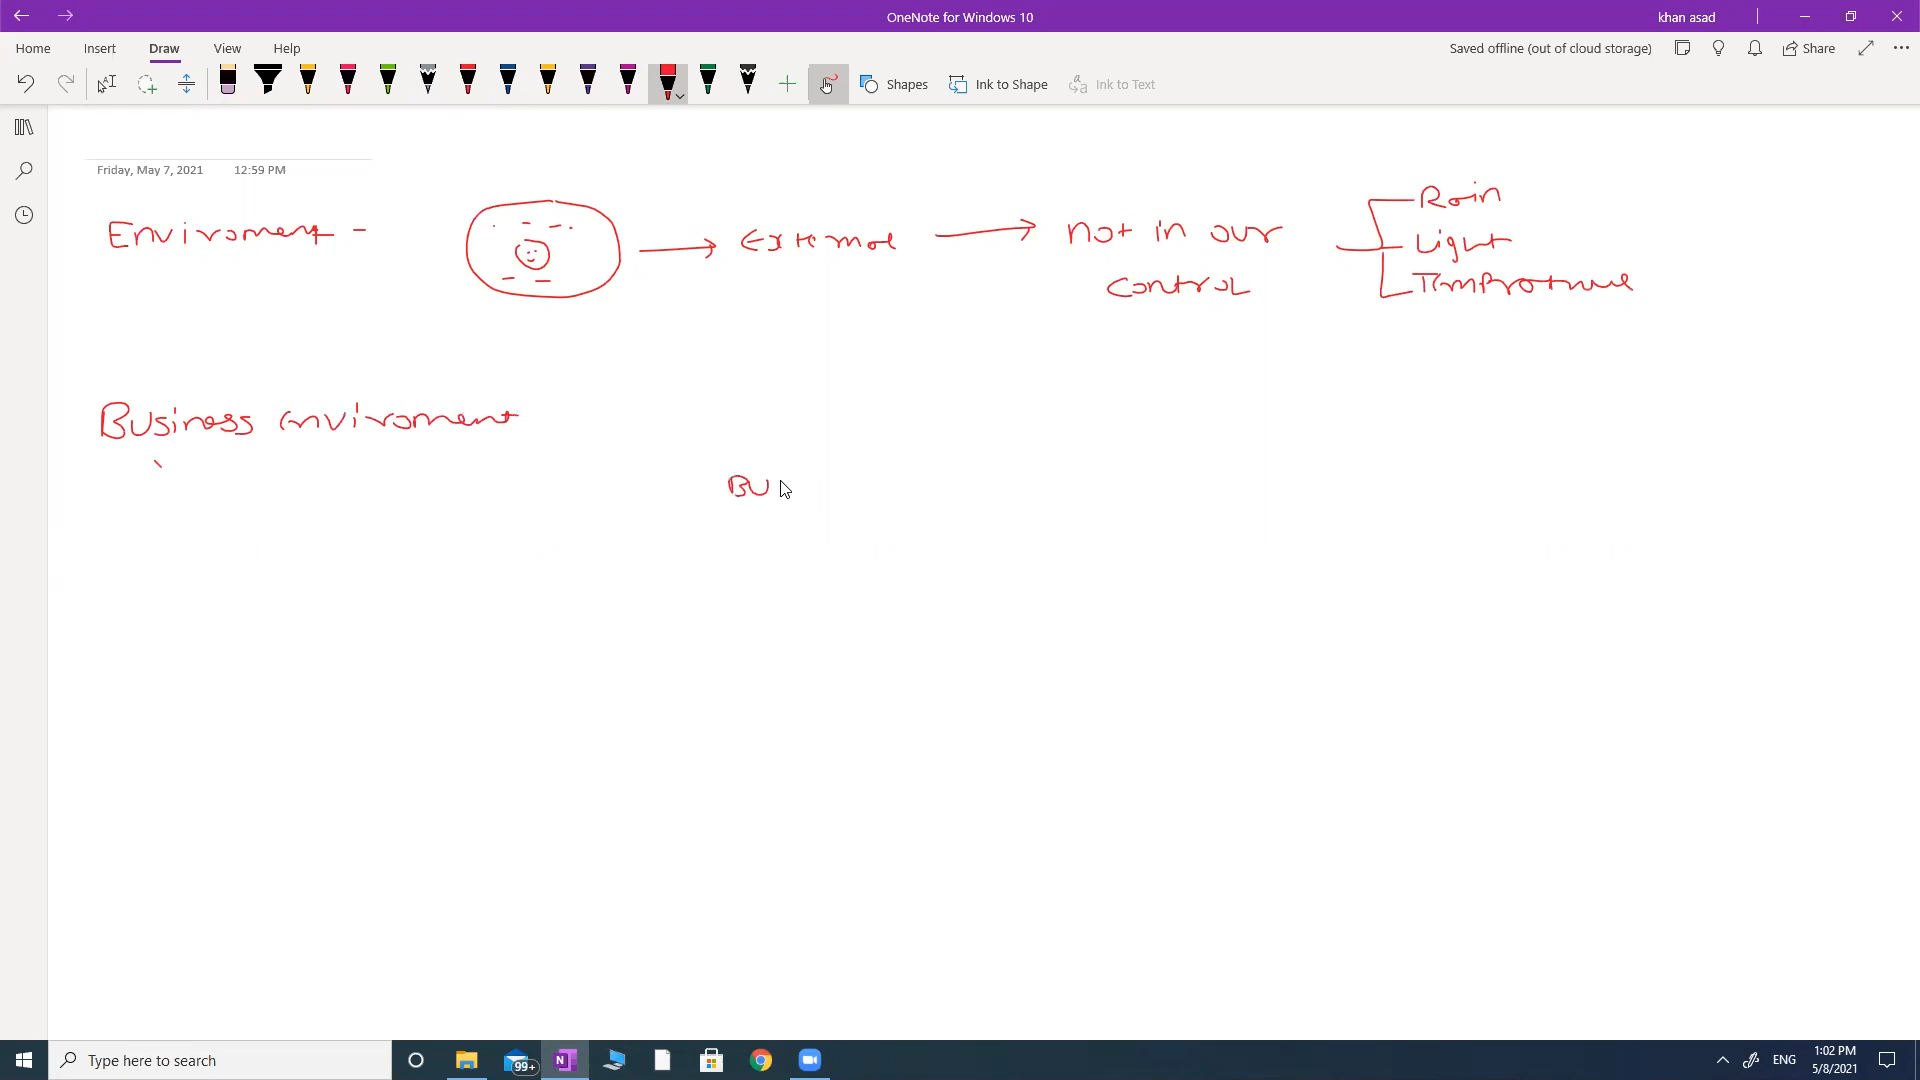 OneNote for Windows 10
khan asad
Home Insert Draw View Help
Saved offline (out of cloud storage)
Share
Shapes
Ink to Shape
Ink to Text
Friday, May 7, 2021 12:59 PM
Enviroment -
External
not in our
control
Rain
Light
Temprature
Business enviroment
BU
Type here to search
99+
N
ENG
1:02 PM
5/8/2021